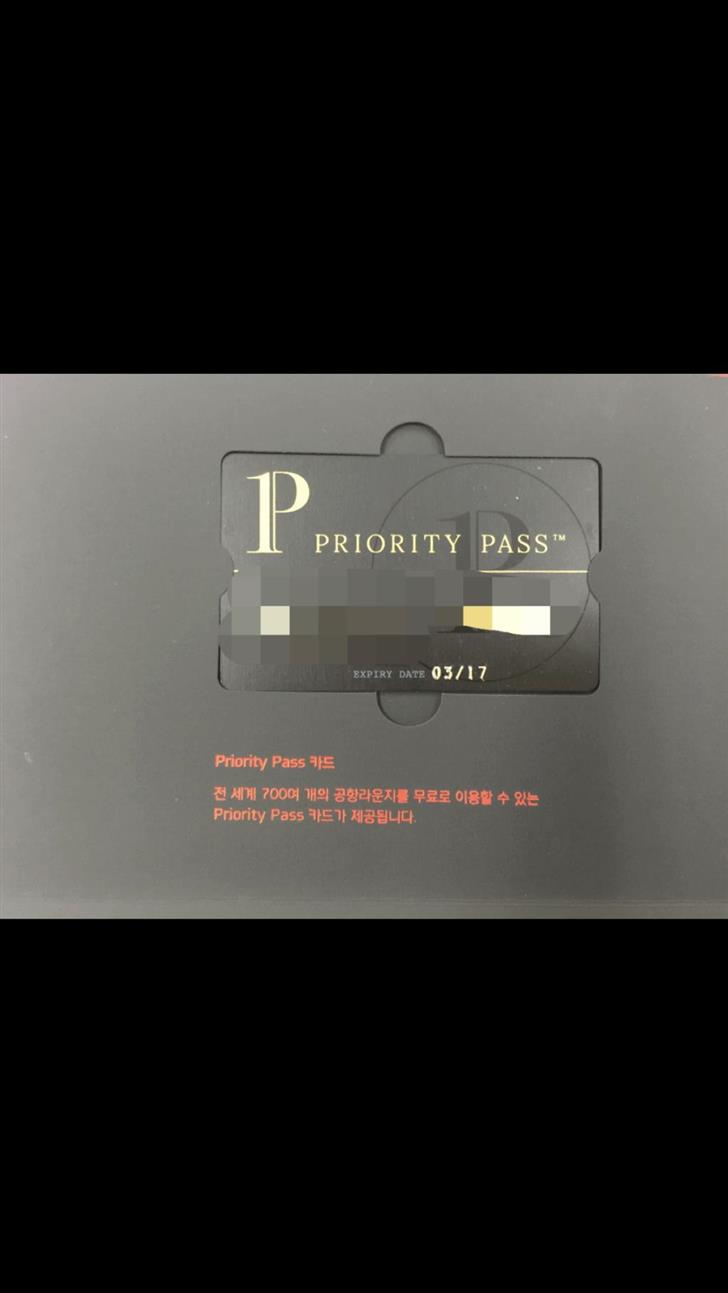 PRIORITY PASS™
EXPIRY DATE 03/17
Priority Pass 카드
전 세계 700여 개의 공항라운지를 무료로 이용할 수 있는
Priority Pass 카드가 제공됩니다.